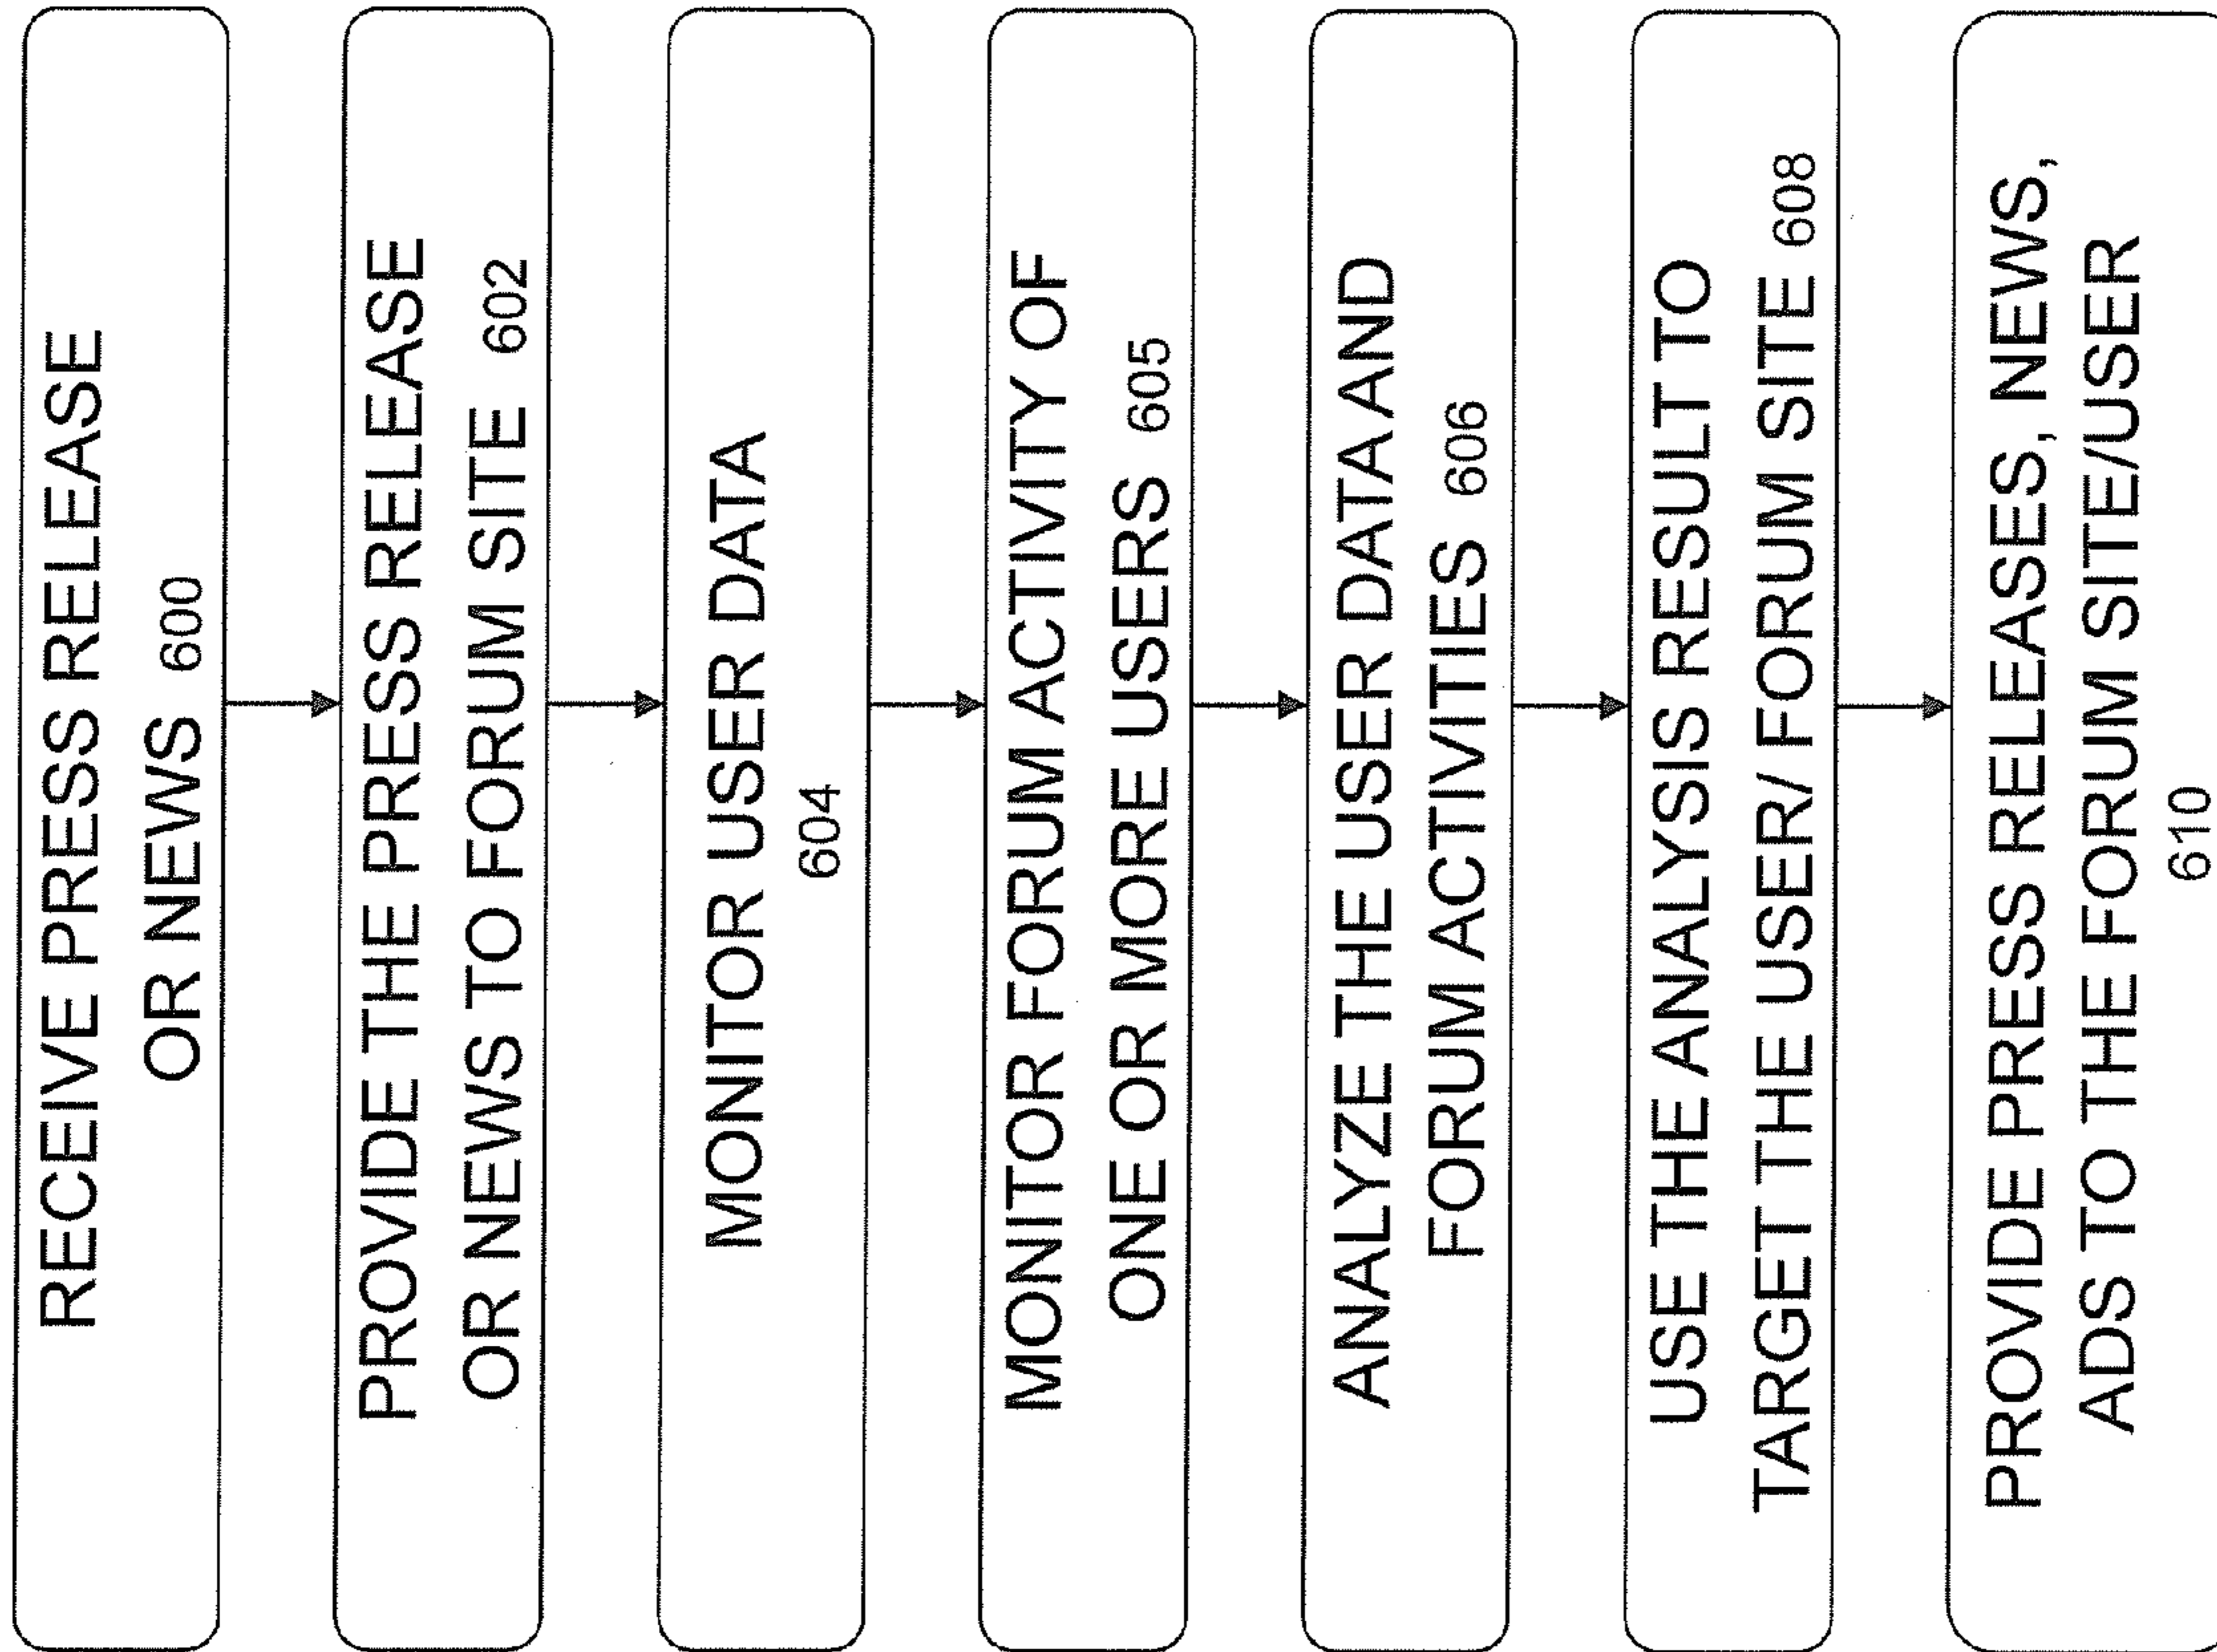 RECEIVE PRESS RELEASE
OR NEWS 600
PROVIDE THE PRESS RELEASE
OR NEWS TO FORUM SITE 602
MONITOR USER DATA
604
MONITOR FORUM ACTIVITY OF
ONE OR MORE USERS 605
ANALYZE THE USER DATA AND
FORUM ACTIVITIES 606
USE THE ANALYSIS RESULT TO
TARGET THE USER/ FORUM SITE 608
PROVIDE PRESS RELEASES, NEWS,
ADS TO THE FORUM SITE/USER
610